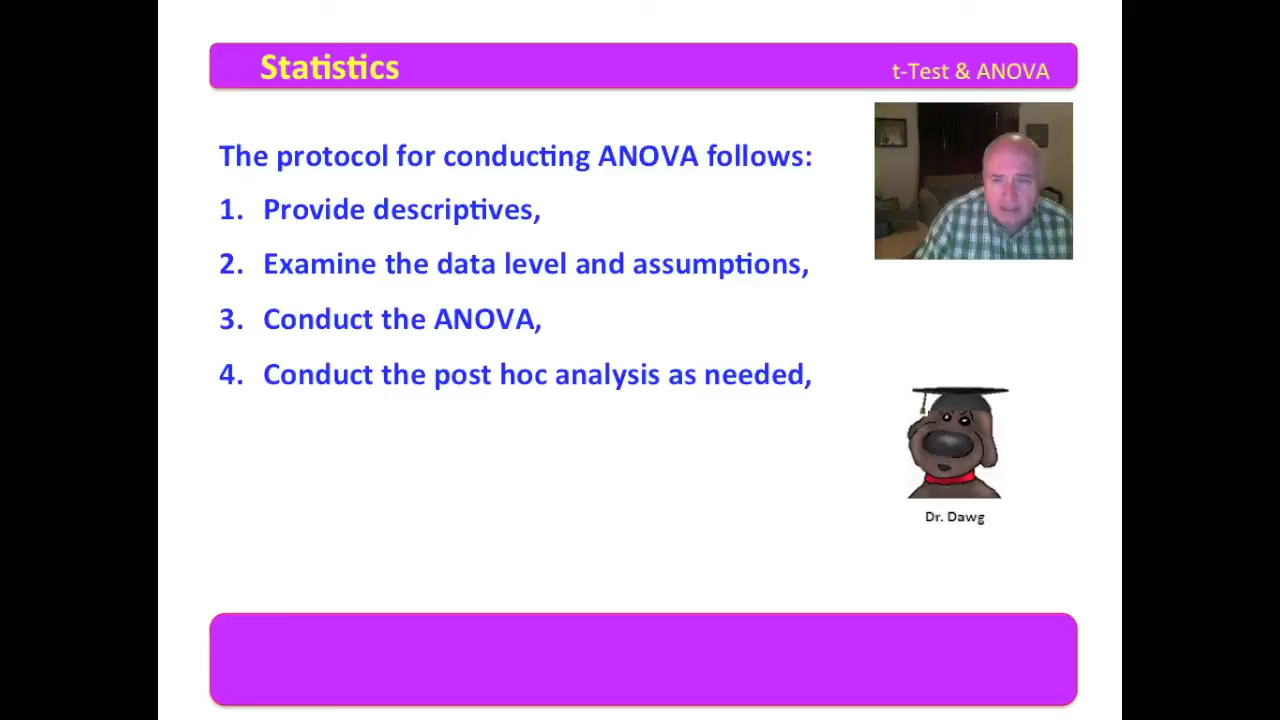 Statistics
t-Test & ANOVA
The protocol for conducting ANOVA follows:
1. Provide descriptives,
2. Examine the data level and assumptions,
3. Conduct the ANOVA,
4. Conduct the post hoc analysis as needed,
Dr. Dawg